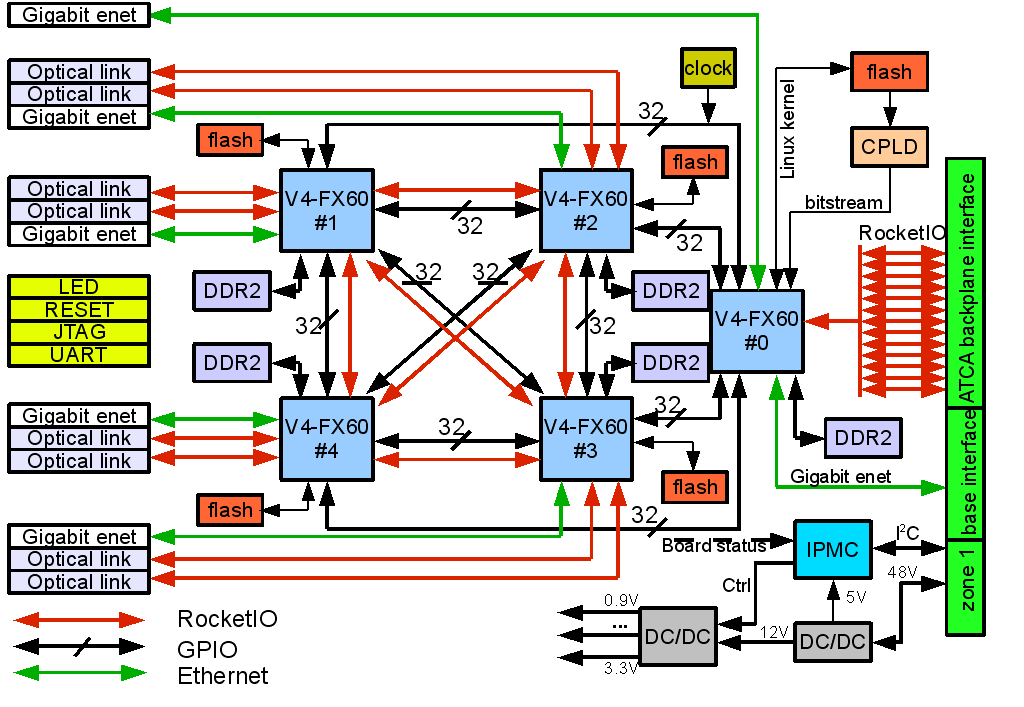 Gigabit enet
Optical link
Optical link
Gigabit enet
clock
flash
Linux kernel
32
flash
CPLD
flash
Optical link
Optical link
Gigabit enet
V4-FX60
#1
V4-FX60
#2
32
32
bitstream
RocketIO
ATCA backplane interface
LED
RESET
JTAG
UART
DDR2
32
32
DDR2
V4-FX60
#0
32
32
DDR2
DDR2
Gigabit enet
Optical link
Optical link
V4-FX60
#4
32
V4-FX60
#3
32
DDR2
base interface
flash
flash
Gigabit enet
32
Gigabit enet
Optical link
Optical link
Board status
IPMC
I2C
zone 1
Ctrl
48V
5V
0.9V
...
3.3V
DC/DC
12V
DC/DC
RocketIO
GPIO
Ethernet